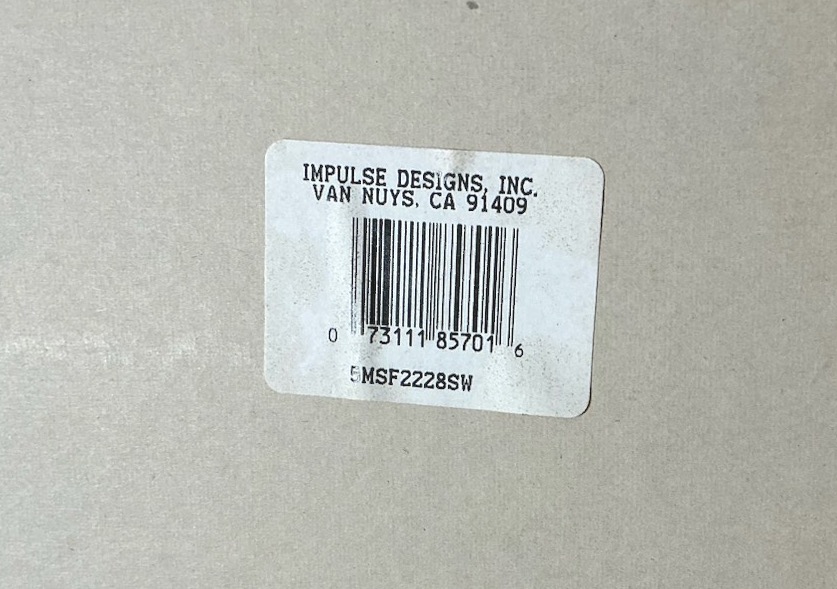 IMPULSE DESIGNS, INC.
VAN NUYS, CA 91409
0 73111 85701 6
5MSF2228SW